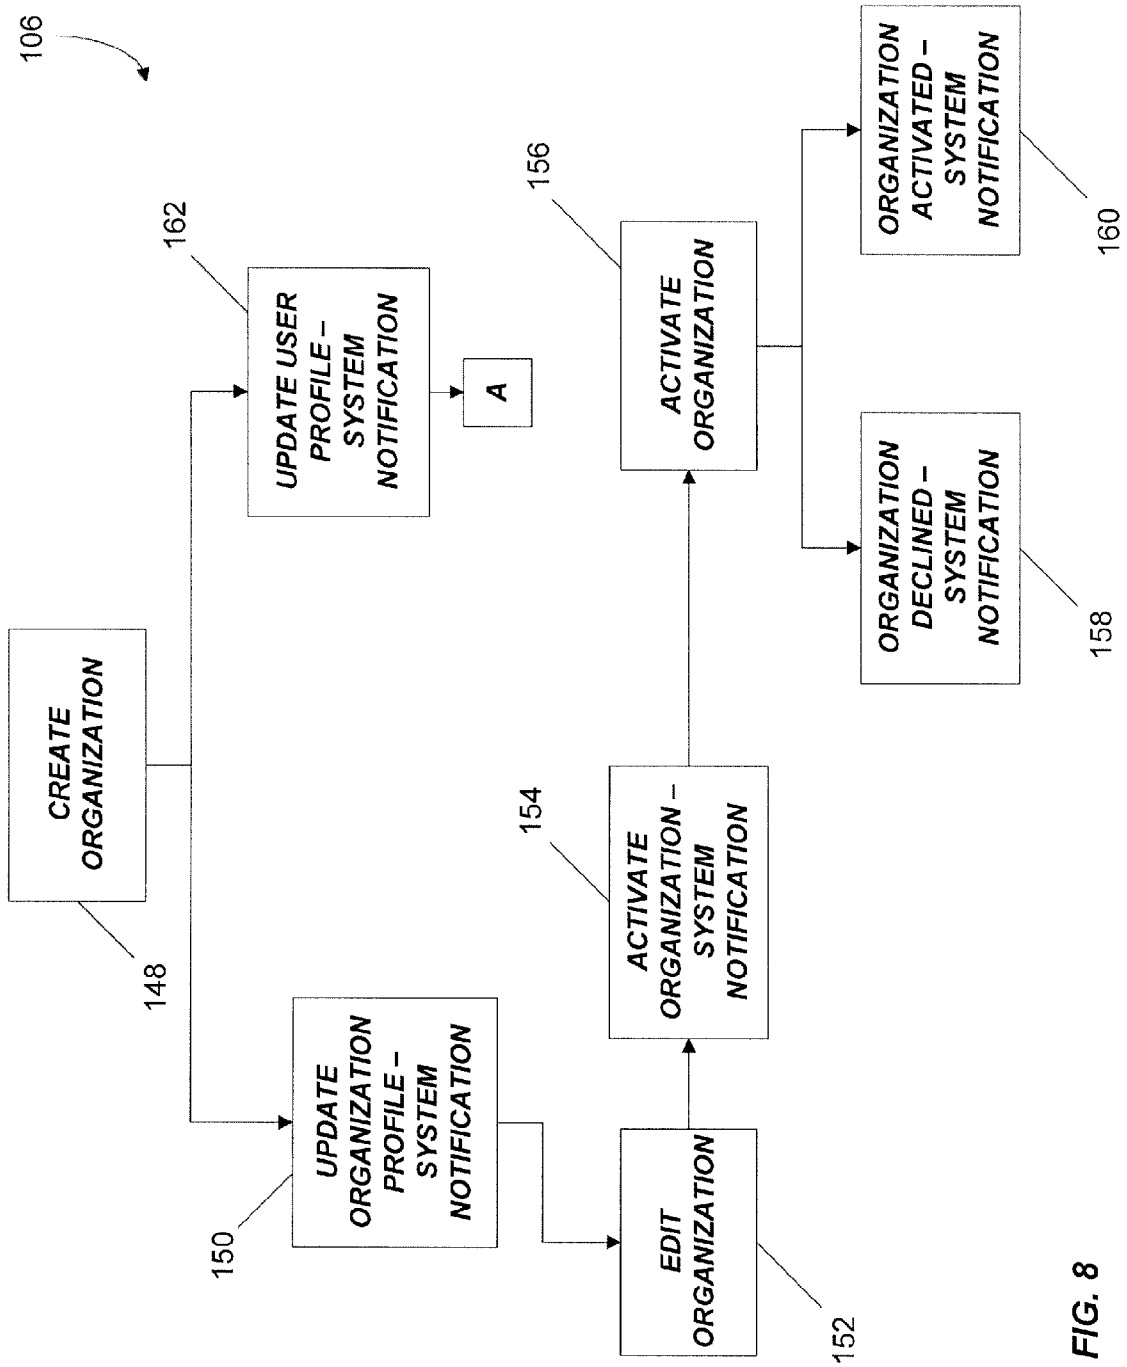 106
CREATE
ORGANIZATION
148
UPDATE
ORGANIZATION
PROFILE –
SYSTEM
NOTIFICATION
150
UPDATE USER
PROFILE –
SYSTEM
NOTIFICATION
162
A
EDIT
ORGANIZATION
152
ACTIVATE
ORGANIZATION –
SYSTEM
NOTIFICATION
154
ACTIVATE
ORGANIZATION
156
ORGANIZATION
DECLINED –
SYSTEM
NOTIFICATION
158
ORGANIZATION
ACTIVATED –
SYSTEM
NOTIFICATION
160
FIG. 8